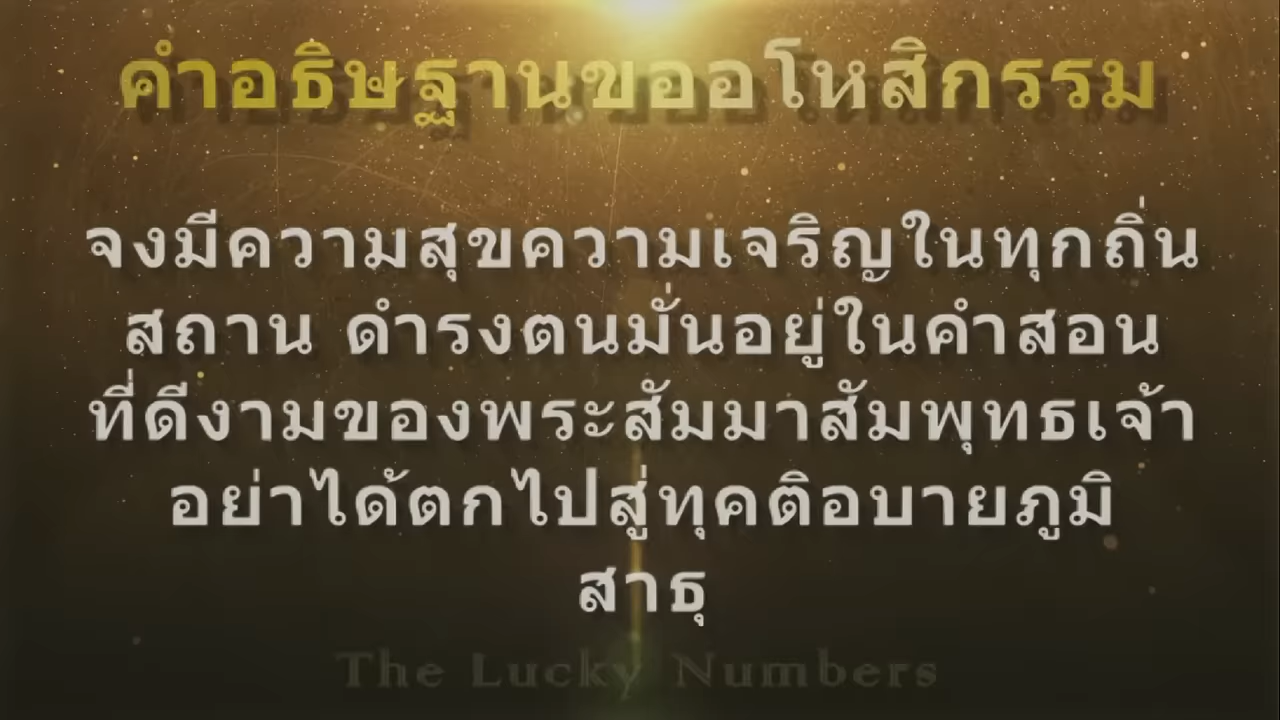 คำอธิษฐานขออโหสิกรรม
จงมีความสุขความเจริญในทุกถิ่น
สถาน ดำรงตนมั่นอยู่ในคำสอน
ที่ดีงามของพระสัมมาสัมพุทธเจ้า
อย่าได้ตกไปสู่ทุคติอบายภูมิ
สาธุ
The Lucky Numbers